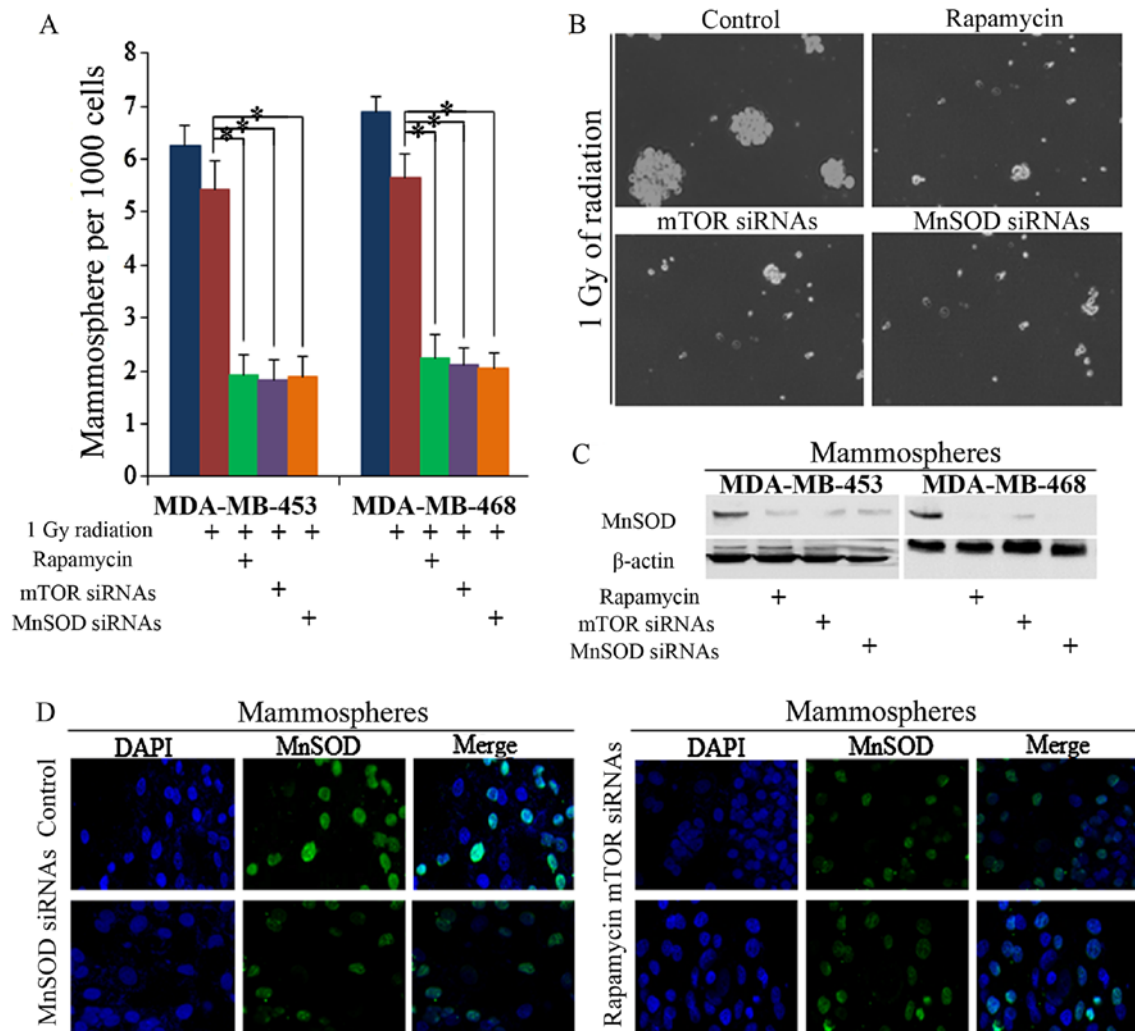 A
Mammosphere per 1000 cells
8
7
6
5
4
3
2
1
0
* * *
* * *
MDA-MB-453 MDA-MB-468
1 Gy radiation + + + + + + + +
Rapamycin + +
mTOR siRNAs + +
MnSOD siRNAs + +
B
Control Rapamycin
1 Gy of radiation
mTOR siRNAs MnSOD siRNAs
C
Mammospheres
MDA-MB-453 MDA-MB-468
MnSOD
β-actin
Rapamycin + +
mTOR siRNAs + +
MnSOD siRNAs + +
D
Mammospheres
DAPI MnSOD Merge
Control
MnSOD siRNAs
Mammospheres
DAPI MnSOD Merge
mTOR siRNAs
Rapamycin